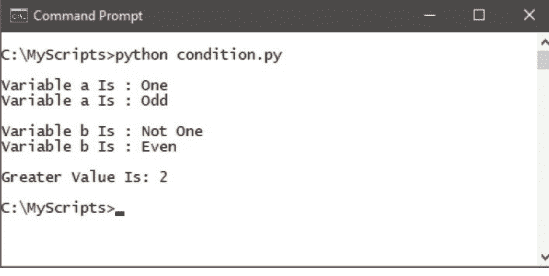 Command Prompt
C:\MyScripts>python condition.py
Variable a Is : One
Variable a Is : Odd
Variable b Is : Not One
Variable b Is : Even
Greater Value Is: 2
C:\MyScripts>